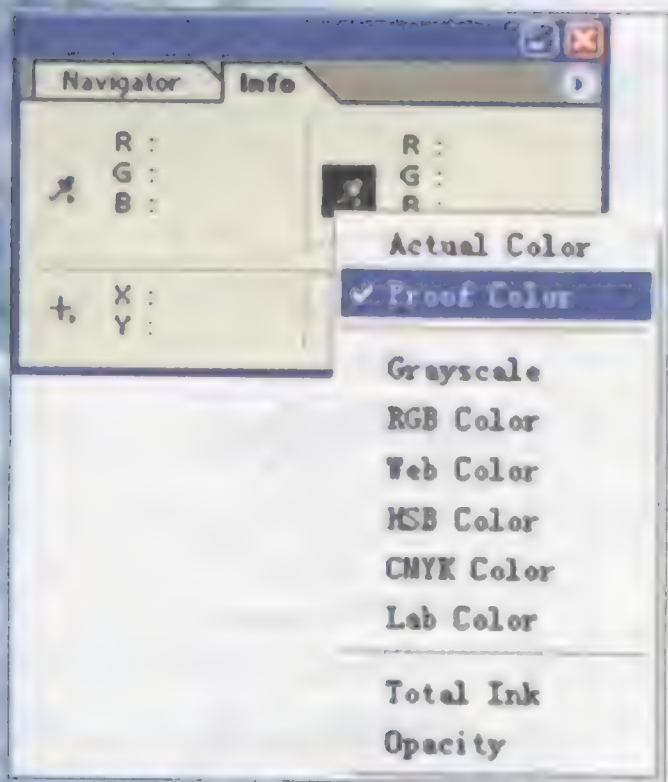 Navigator Info
R :
G :
B :
R :
G :
R
X :
Y :
Actual Color
Proof Color
Grayscale
RGB Color
Web Color
HSB Color
CMYK Color
Lab Color
Total Ink
Opacity